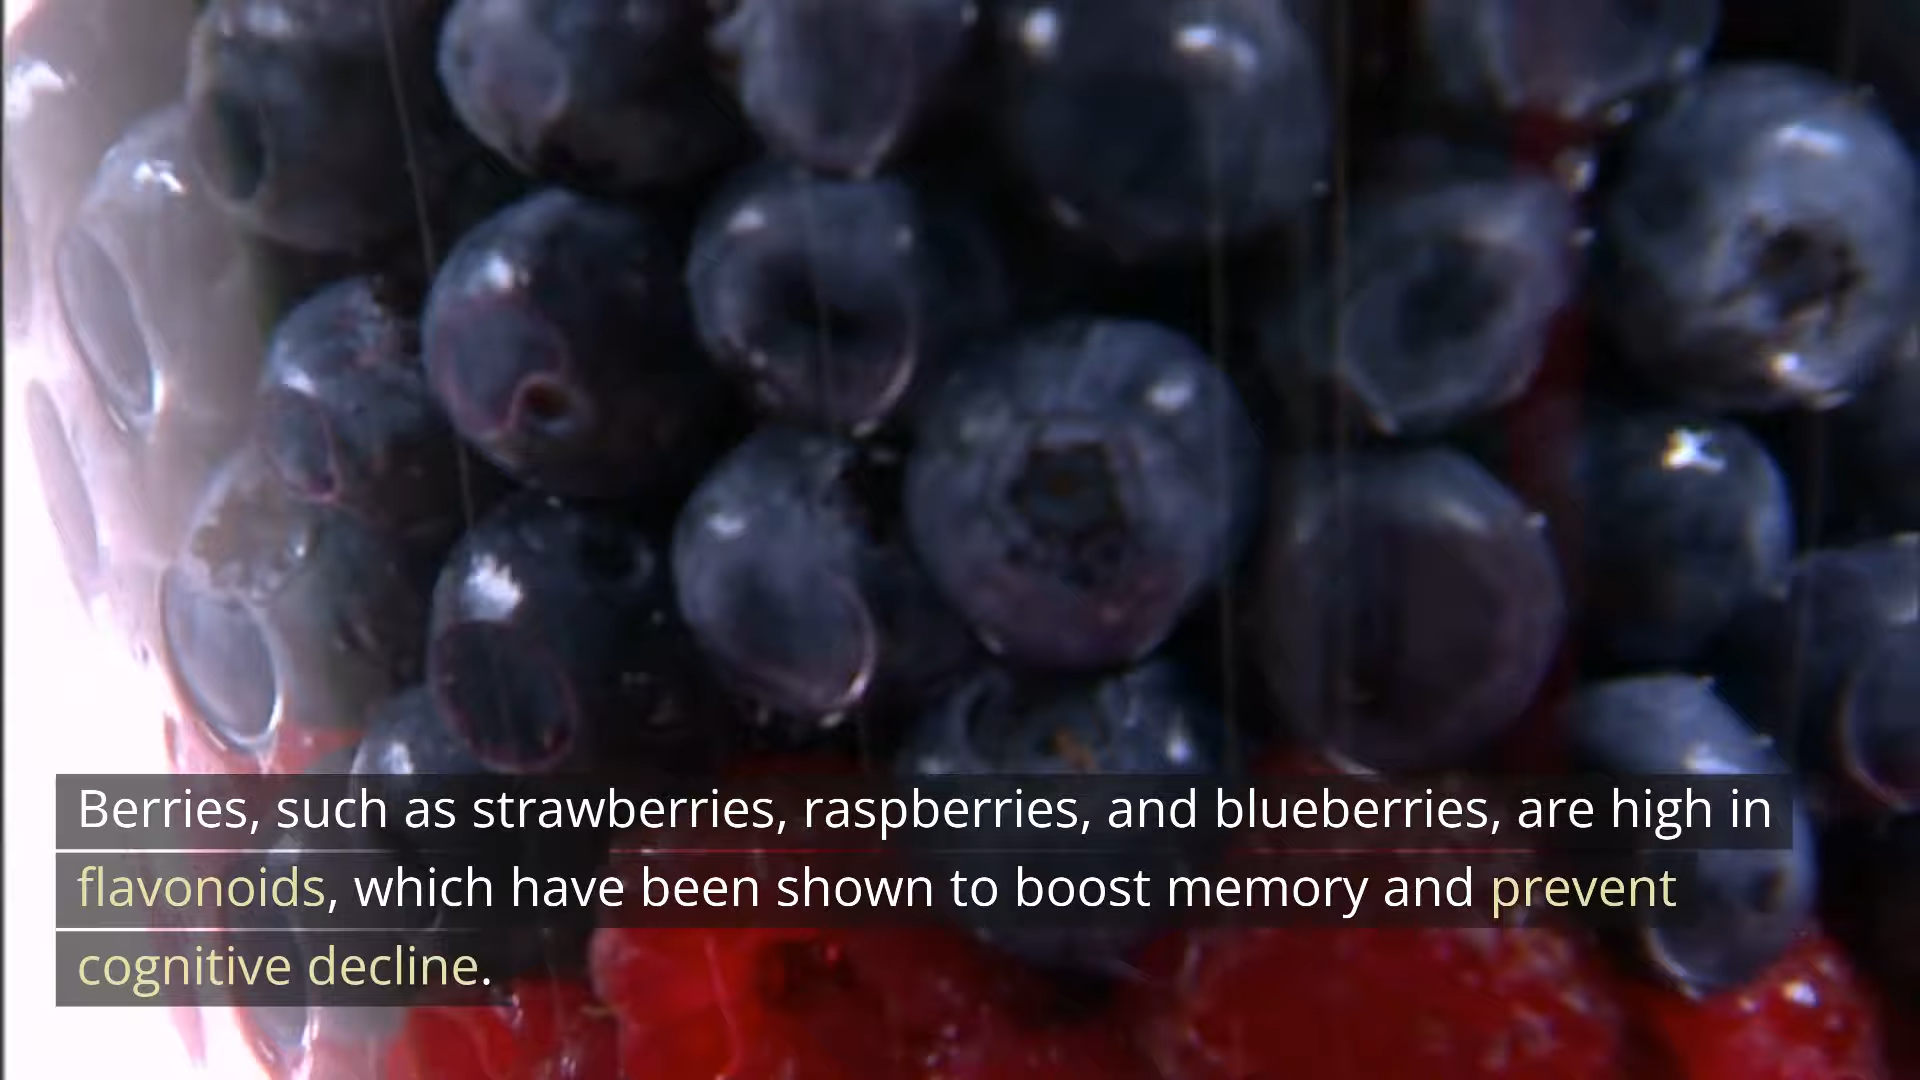 Berries, such as strawberries, raspberries, and blueberries, are high in
flavonoids, which have been shown to boost memory and prevent
cognitive decline.